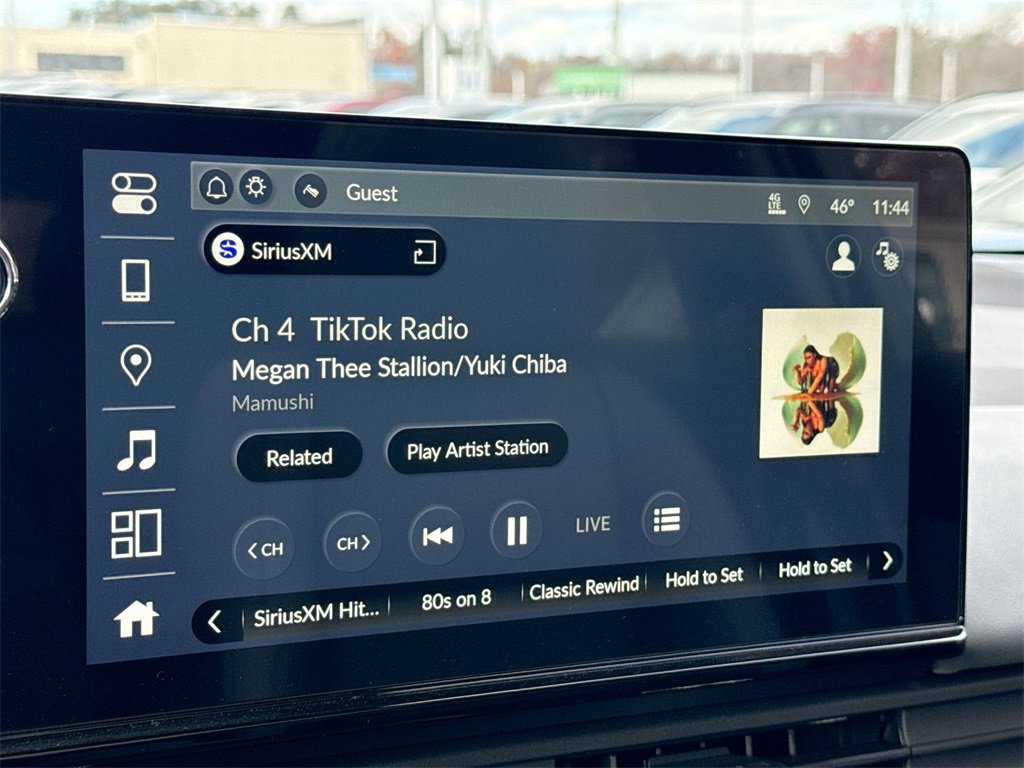 Guest
4G LTE 46° 11:44
SiriusXM
Ch 4 TikTok Radio
Megan Thee Stallion/Yuki Chiba
Mamushi
Related Play Artist Station
CH CH LIVE
SiriusXM Hit... 80s on 8 Classic Rewind Hold to Set Hold to Set